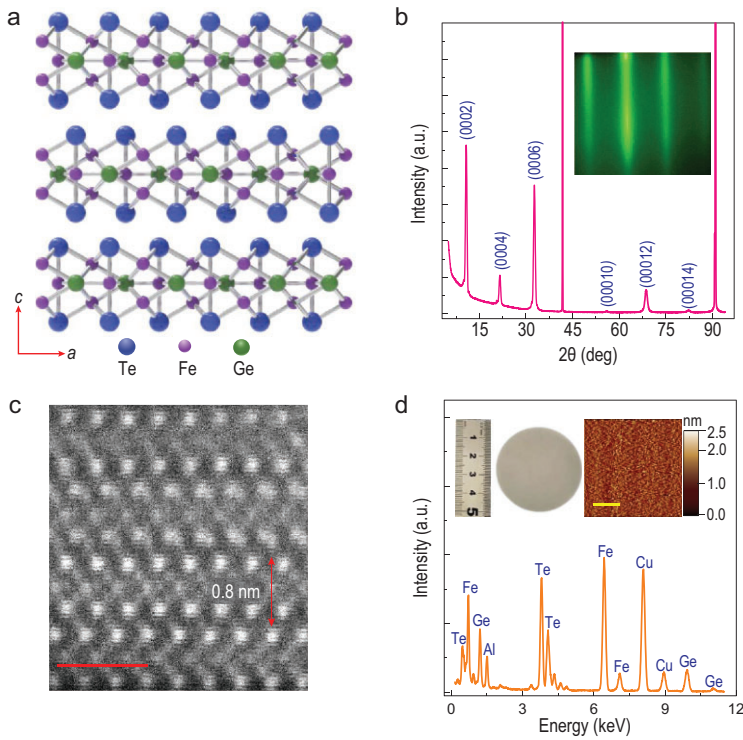 a
c
a
Te
Fe
Ge
b
Intensity (a.u.)
(0002)
(0004)
(0006)
(00010)
(00012)
(00014)
15
30
45
60
75
90
2θ (deg)
c
0.8 nm
d
Intensity (a.u.)
1
2
3
4
5
nm
2.5
2.0
1.0
0.0
Te
Fe
Ge
Al
Te
Te
Fe
Fe
Cu
Cu
Ge
Ge
0
3
6
9
12
Energy (keV)